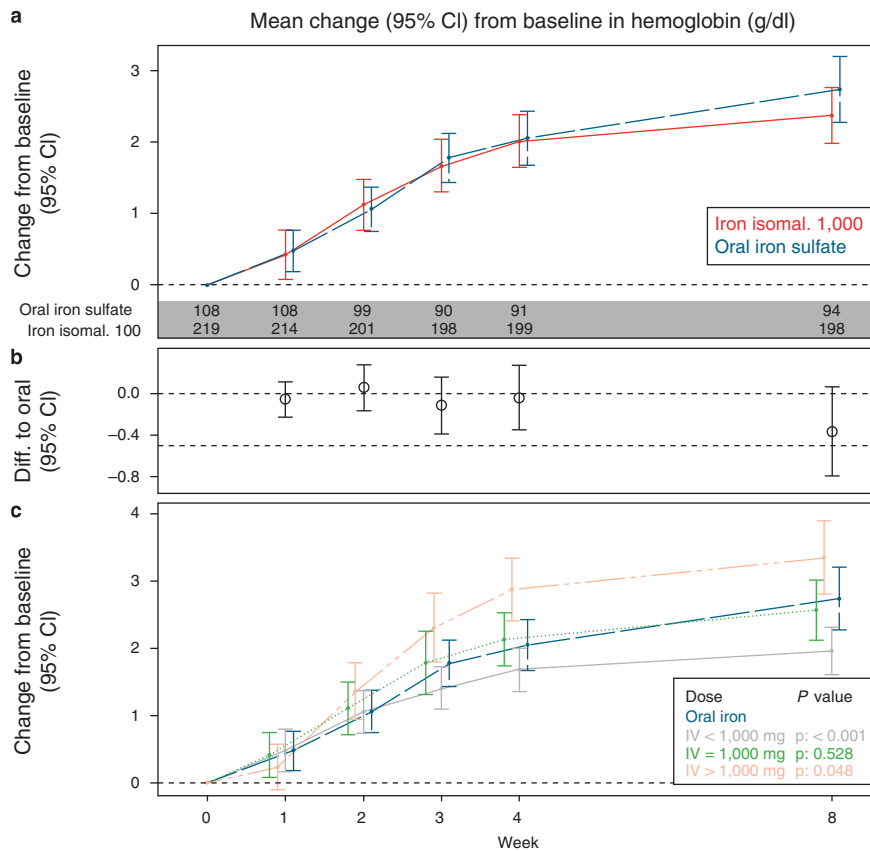 a
Mean change (95% CI) from baseline in hemoglobin (g/dl)
Change from baseline
(95% CI)
3
2
1
0
Iron isomal. 1,000
Oral iron sulfate
Oral iron sulfate 108 108 99 90 91 94
Iron isomal. 100 219 214 201 198 199 198
b
Diff. to oral
(95% CI)
0.0
−0.4
−0.8
c
Change from baseline
(95% CI)
4
3
2
1
0
Dose P value
Oral iron
IV < 1,000 mg p: < 0.001
IV = 1,000 mg p: 0.528
IV > 1,000 mg p: 0.048
0 1 2 3 4 8
Week